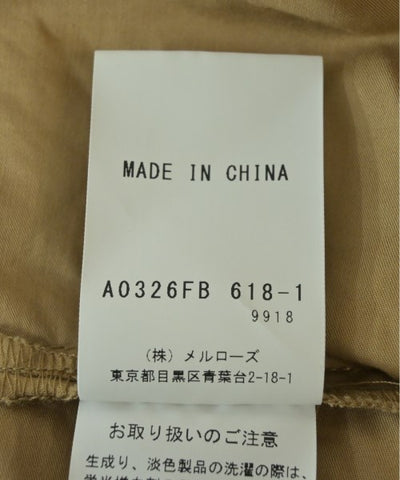 MADE IN CHINA
A0326FB 618-1
9918
(株) メルローズ
東京都目黒区青葉台2-18-1
お取り扱いのご注意
生成り、淡色製品の洗濯の際は、